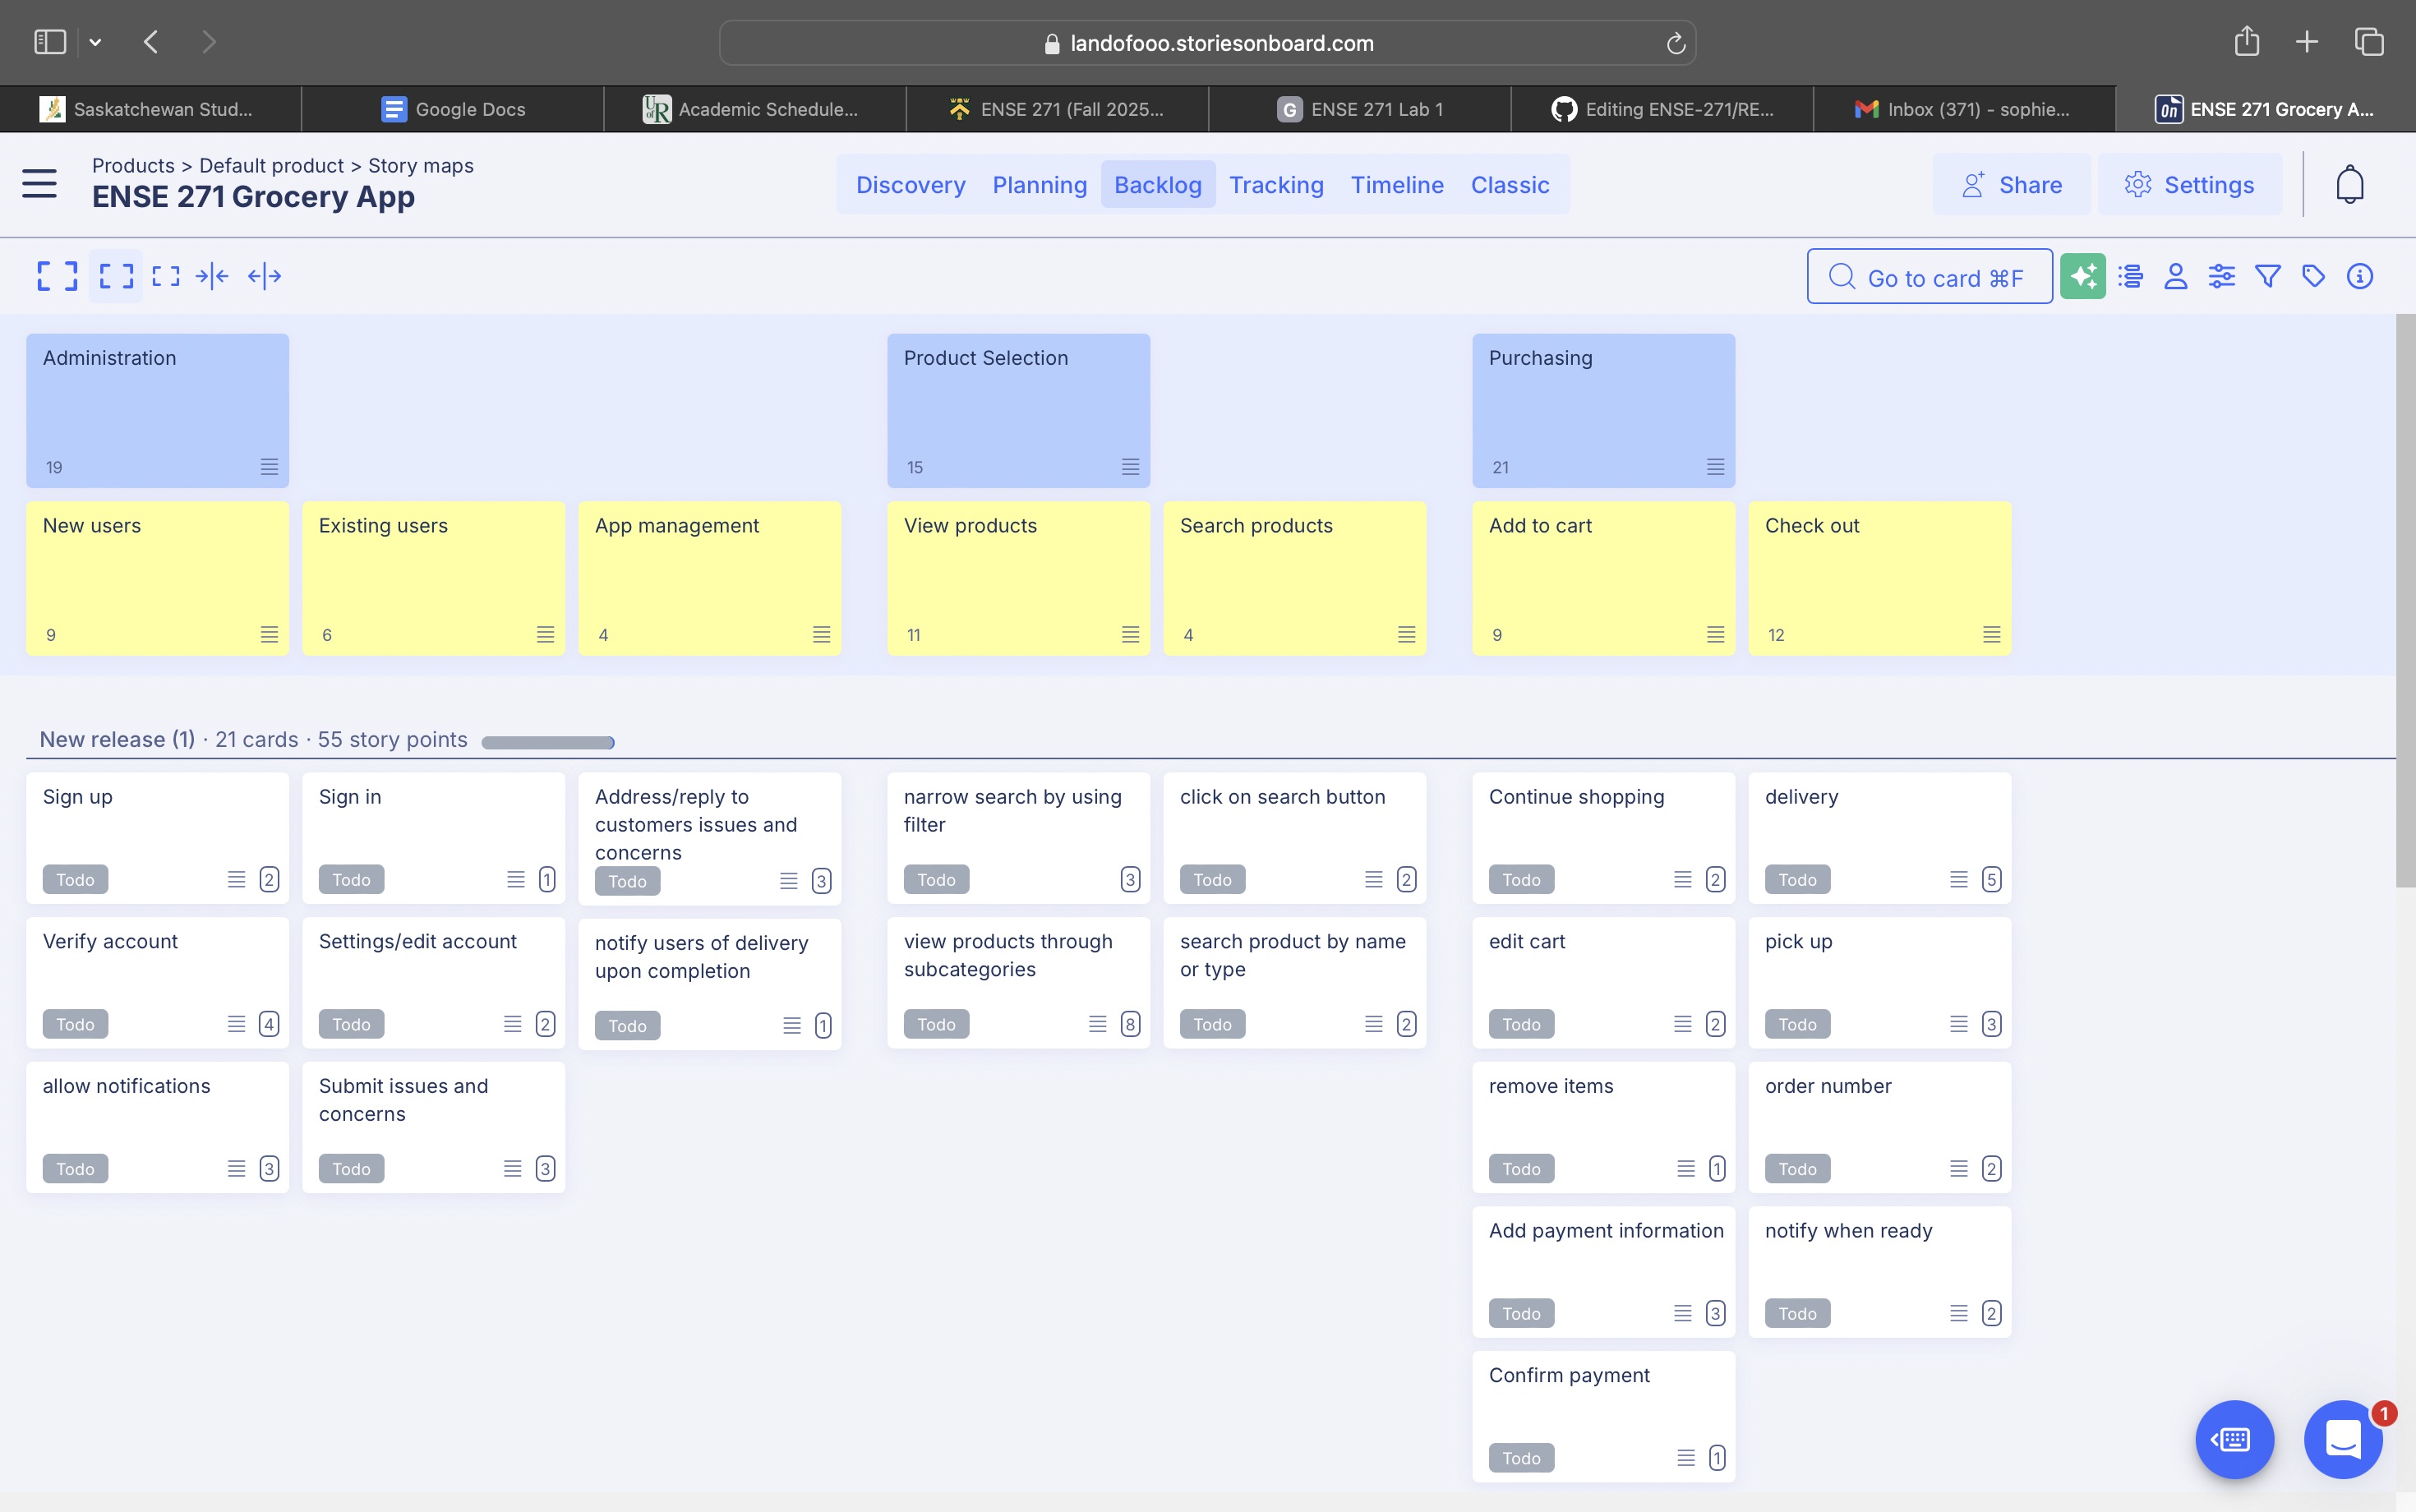 landofooo.storiesonboard.com
Saskatchewan Stud...
Google Docs
Academic Schedule...
ENSE 271 (Fall 2025...
ENSE 271 Lab 1
Editing ENSE-271/RE...
Inbox (371) - sophie...
ENSE 271 Grocery A...
Products > Default product > Story maps
ENSE 271 Grocery App
Discovery
Planning
Backlog
Tracking
Timeline
Classic
Share
Settings
Go to card ⌘F
Administration
19
Product Selection
15
Purchasing
21
New users
9
Existing users
6
App management
4
View products
11
Search products
4
Add to cart
9
Check out
12
New release (1) · 21 cards · 55 story points
Sign up
Todo
2
Sign in
Todo
1
Address/reply to
customers issues and
concerns
Todo
3
narrow search by using
filter
Todo
3
click on search button
Todo
2
Continue shopping
Todo
2
delivery
Todo
5
Verify account
Todo
4
Settings/edit account
Todo
2
notify users of delivery
upon completion
Todo
1
view products through
subcategories
Todo
8
search product by name
or type
Todo
2
edit cart
Todo
2
pick up
Todo
3
allow notifications
Todo
3
Submit issues and
concerns
Todo
3
remove items
Todo
1
order number
Todo
2
Add payment information
Todo
3
notify when ready
Todo
2
Confirm payment
Todo
1
1